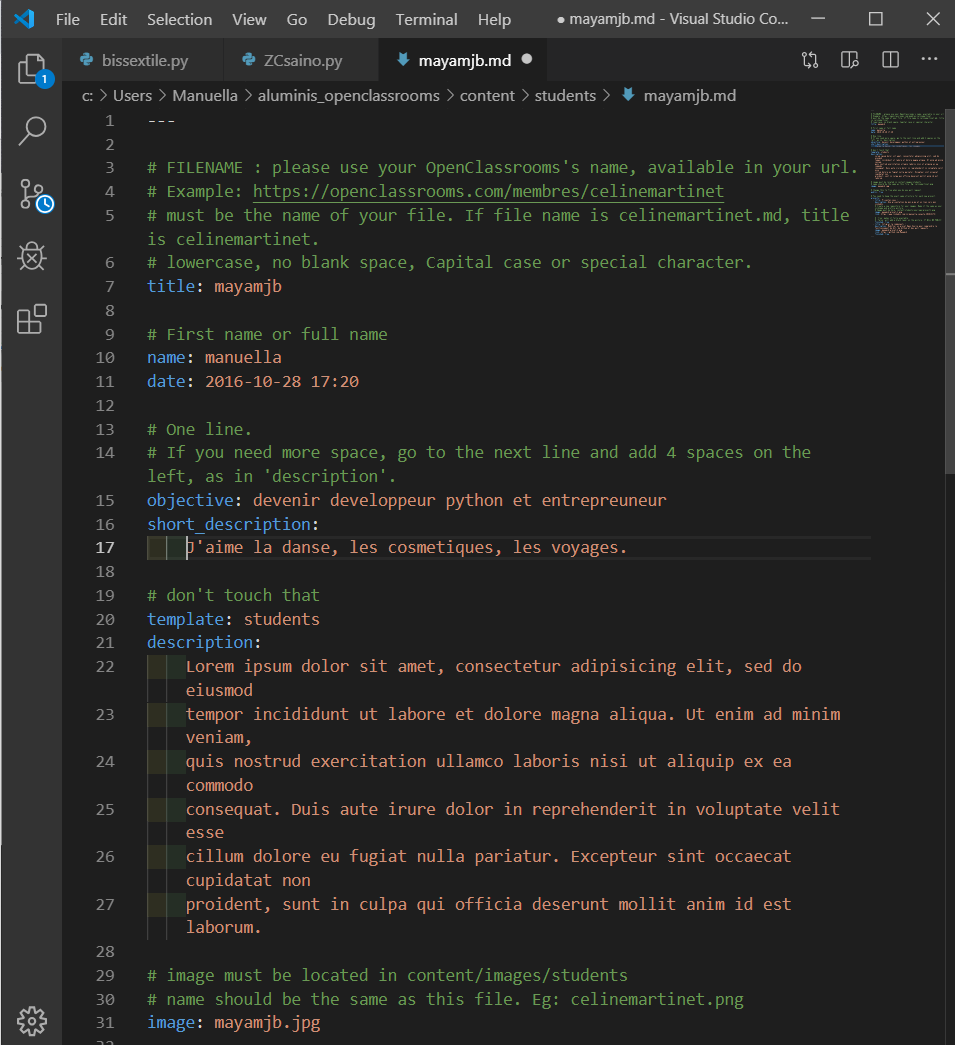 File Edit Selection View Go Debug Terminal Help ● mayamjb.md - Visual Studio Co...
bissextile.py ZCsaino.py mayamjb.md
c: > Users > Manuella > aluminis_openclassrooms > content > students > mayamjb.md
1
1 ---
2
3 # FILENAME : please use your OpenClassrooms's name, available in your url.
4 # Example: https://openclassrooms.com/membres/celinemartinet
5 # must be the name of your file. If file name is celinemartinet.md, title
is celinemartinet.
6 # lowercase, no blank space, Capital case or special character.
7 title: mayamjb
8
9 # First name or full name
10 name: manuella
11 date: 2016-10-28 17:20
12
13 # One line.
14 # If you need more space, go to the next line and add 4 spaces on the
left, as in 'description'.
15 objective: devenir developpeur python et entrepreuneur
16 short_description:
17 J'aime la danse, les cosmetiques, les voyages.
18
19 # don't touch that
20 template: students
21 description:
22 Lorem ipsum dolor sit amet, consectetur adipisicing elit, sed do
eiusmod
23 tempor incididunt ut labore et dolore magna aliqua. Ut enim ad minim
veniam,
24 quis nostrud exercitation ullamco laboris nisi ut aliquip ex ea
commodo
25 consequat. Duis aute irure dolor in reprehenderit in voluptate velit
esse
26 cillum dolore eu fugiat nulla pariatur. Excepteur sint occaecat
cupidatat non
27 proident, sunt in culpa qui officia deserunt mollit anim id est
laborum.
28
29 # image must be located in content/images/students
30 # name should be the same as this file. Eg: celinemartinet.png
31 image: mayamjb.jpg